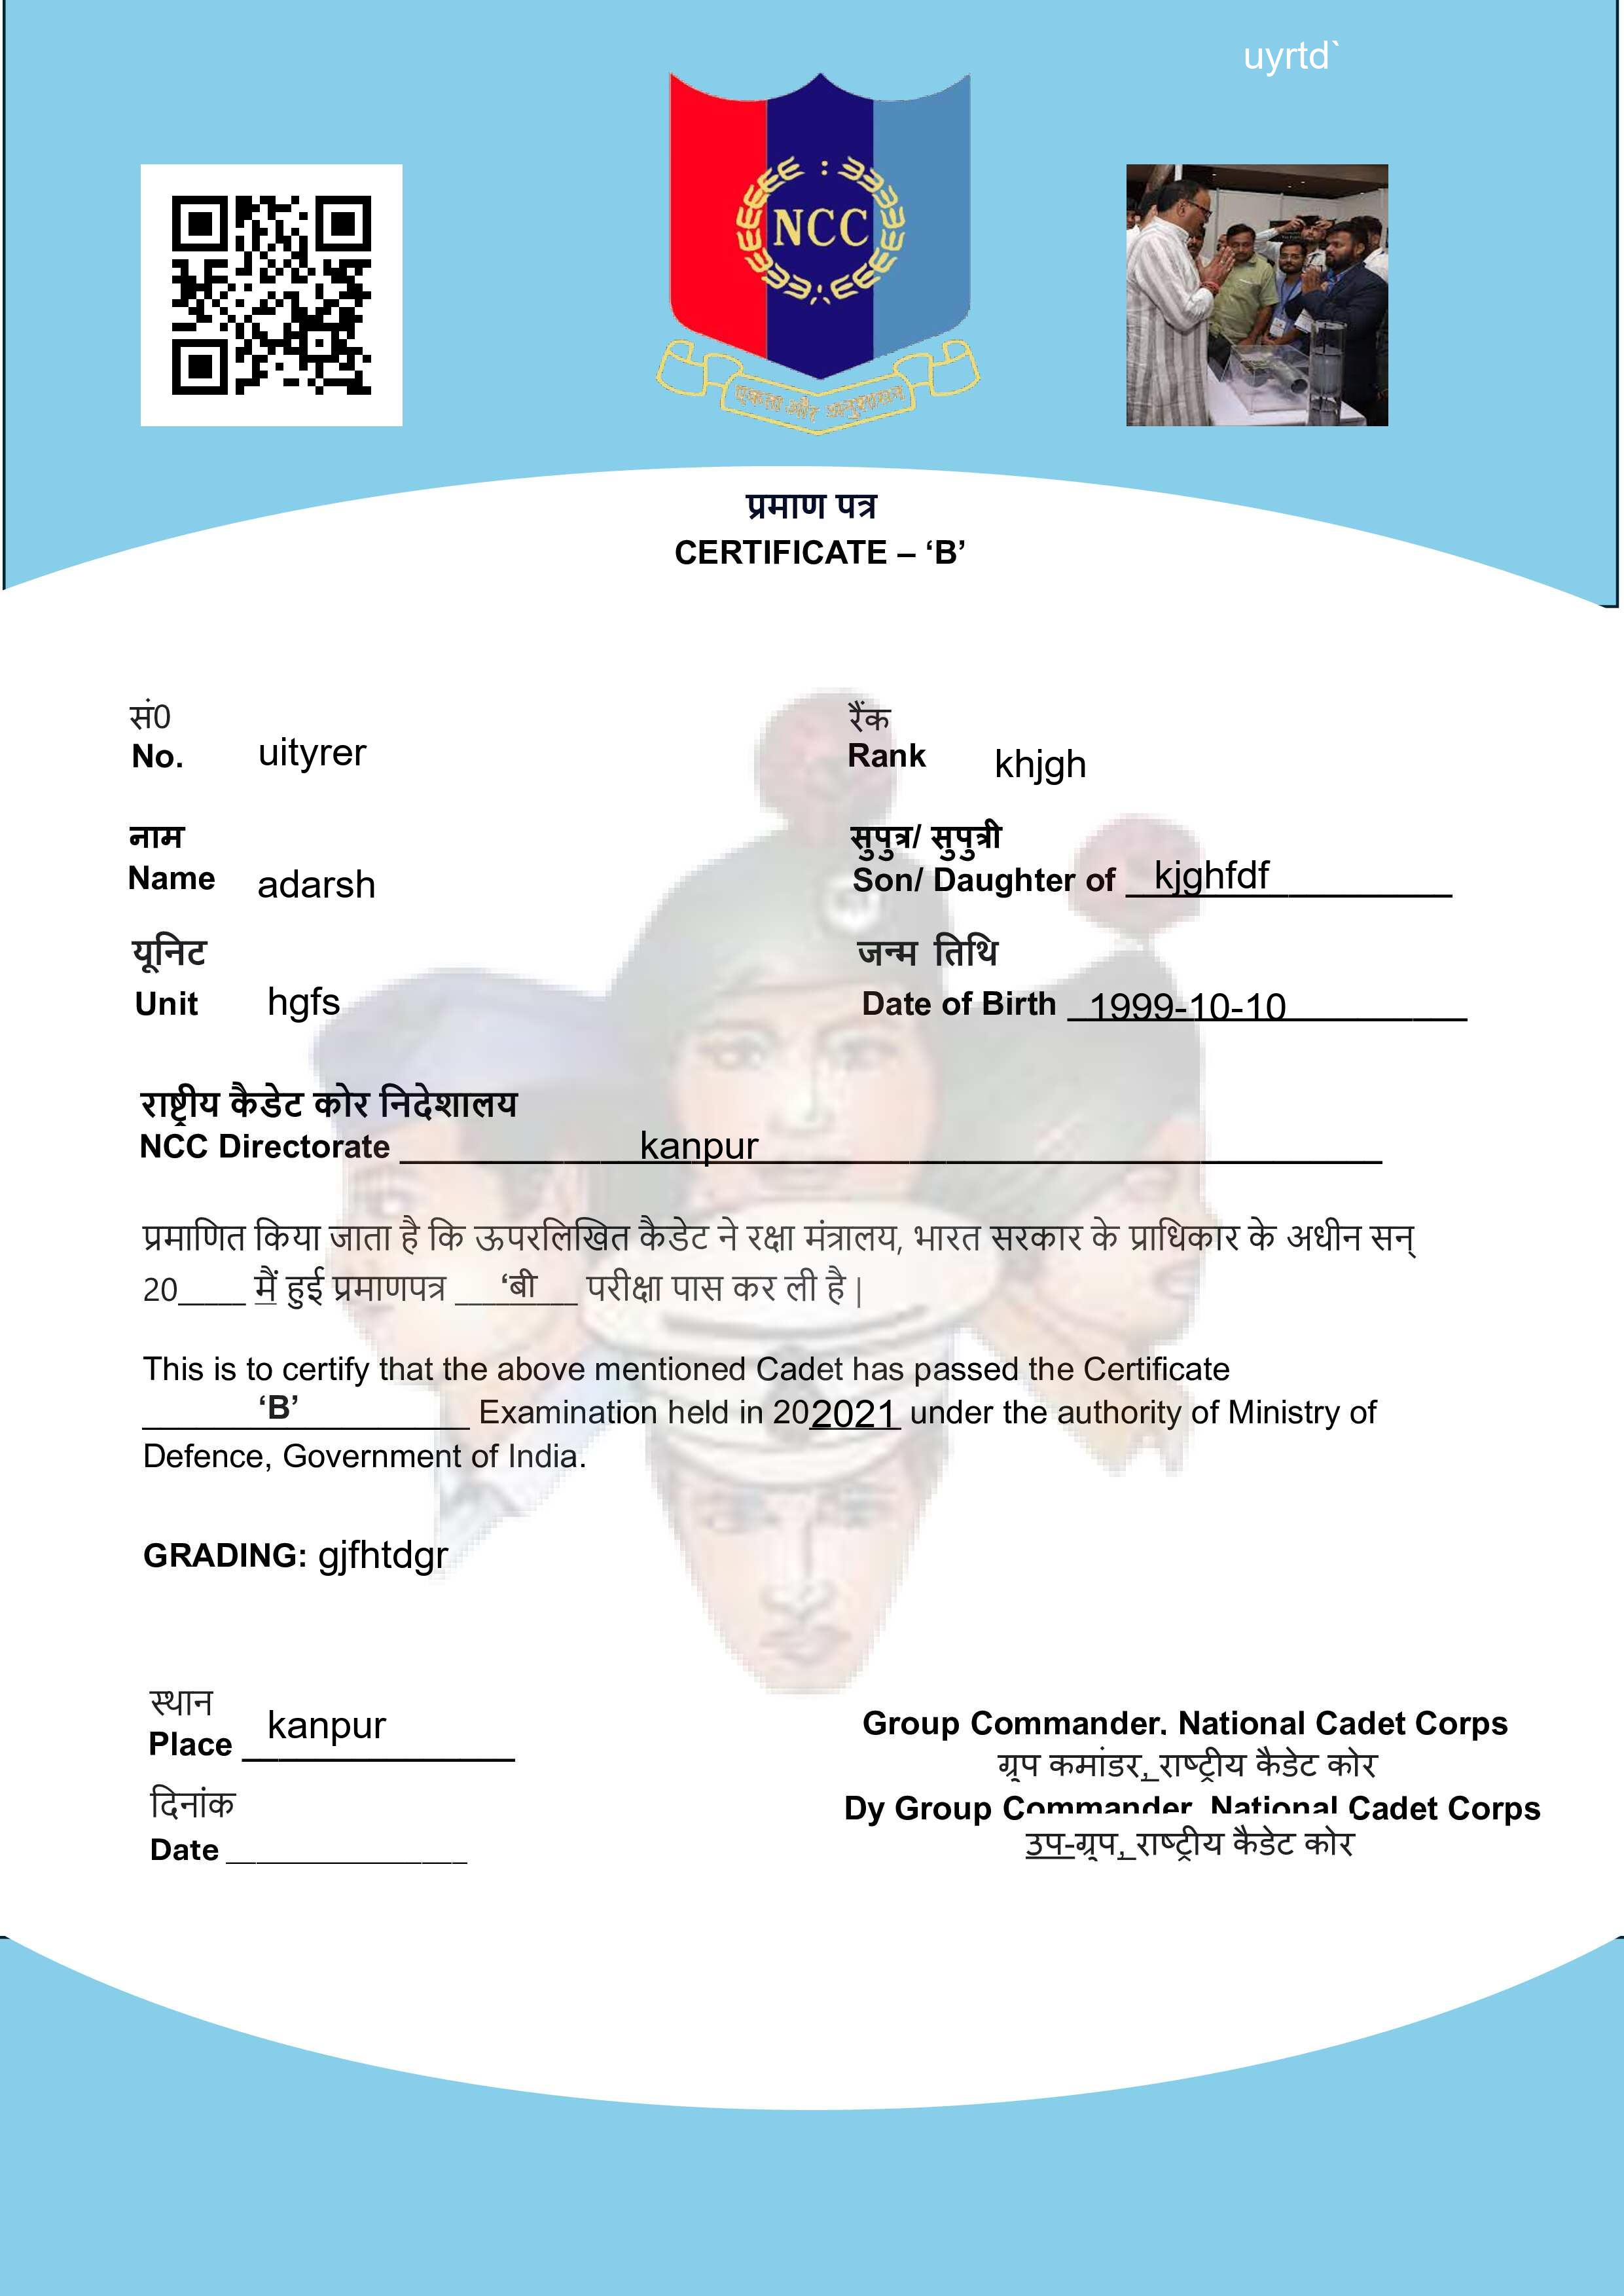 uyrtd`
NCC
एकता और अनुशासन
प्रमाण पत्र
CERTIFICATE – ‘B’
सं0
No. uityrer
रैंक
Rank khjgh
नाम
Name adarsh
सुपुत्र/ सुपुत्री
Son/ Daughter of kjghfdf
यूनिट
Unit hgfs
जन्म तिथि
Date of Birth 1999-10-10
राष्ट्रीय कैडेट कोर निदेशालय
NCC Directorate kanpur
प्रमाणित किया जाता है कि ऊपरलिखित कैडेट ने रक्षा मंत्रालय, भारत सरकार के प्राधिकार के अधीन सन्
20____ मैं हुई प्रमाणपत्र ‘बी परीक्षा पास कर ली है |
This is to certify that the above mentioned Cadet has passed the Certificate
‘B’ Examination held in 202021 under the authority of Ministry of
Defence, Government of India.
GRADING: gjfhtdgr
स्थान
Place kanpur
दिनांक
Date
Group Commander, National Cadet Corps
ग्रुप कमांडर, राष्ट्रीय कैडेट कोर
Dy Group Commander, National Cadet Corps
उप-ग्रुप, राष्ट्रीय कैडेट कोर